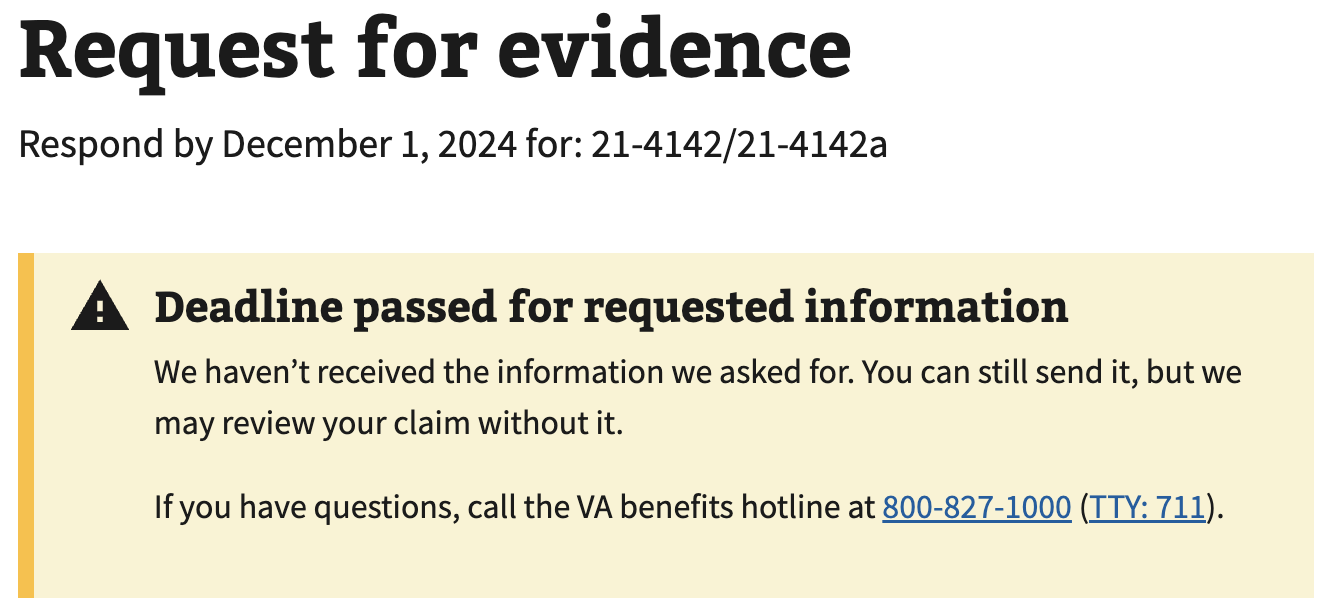 Request for evidence
Respond by December 1, 2024 for: 21-4142/21-4142a
Deadline passed for requested information
We haven’t received the information we asked for. You can still send it, but we
may review your claim without it.
If you have questions, call the VA benefits hotline at 800-827-1000 (TTY: 711).